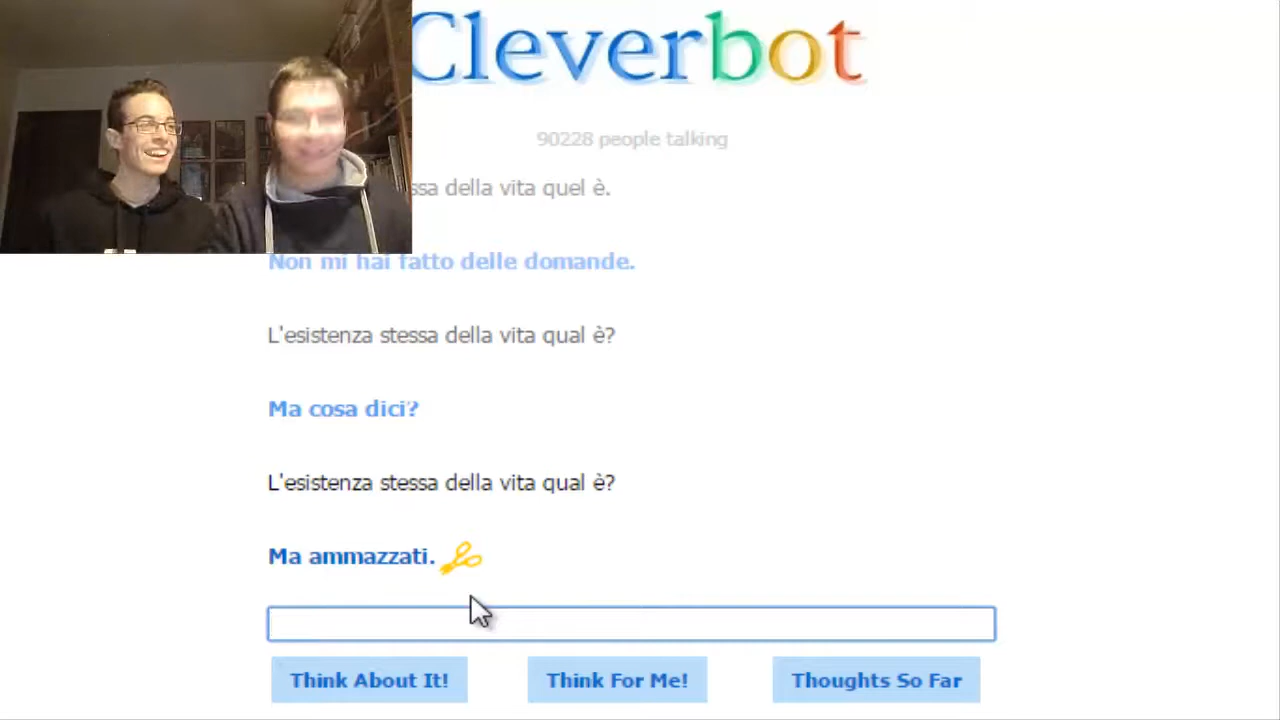 Cleverbot
90228 people talking
della vita quel è.
Non mi hai fatto delle domande.
L'esistenza stessa della vita qual è?
Ma cosa dici?
L'esistenza stessa della vita qual è?
Ma ammazzati.
Think About It!
Think For Me!
Thoughts So Far